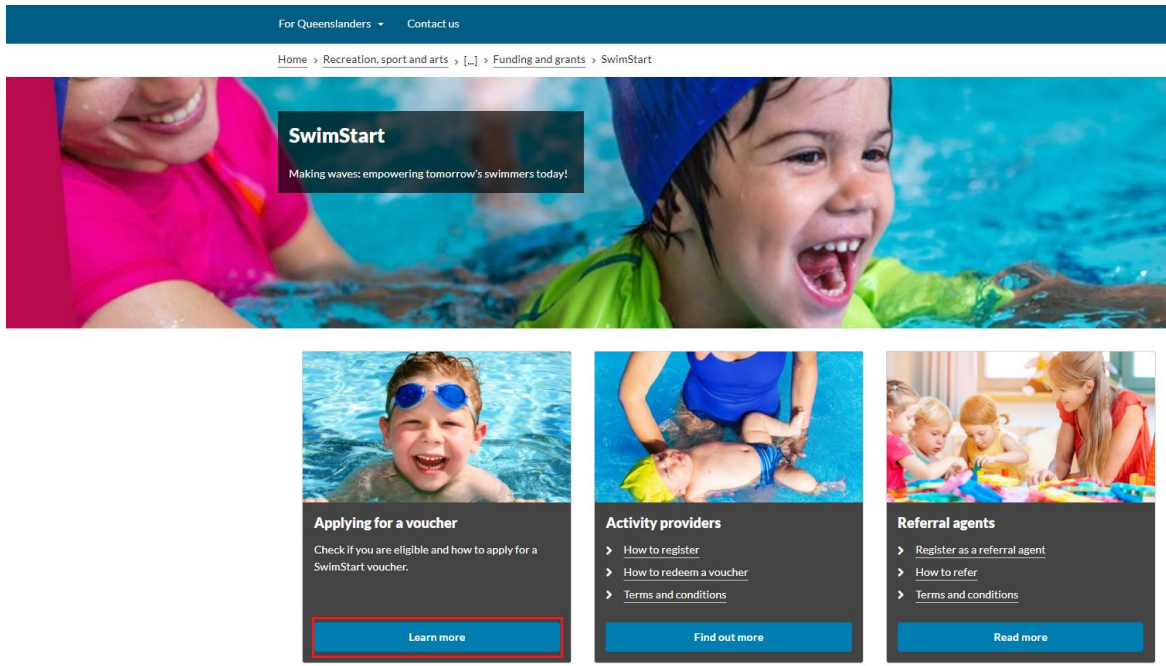 For Queenslanders Contact us
Home > Recreation, sport and arts > [...] > Funding and grants > SwimStart
SwimStart
Making waves: empowering tomorrow's swimmers today!
Applying for a voucher
Check if you are eligible and how to apply for a
SwimStart voucher.
Learn more
Activity providers
How to register
How to redeem a voucher
Terms and conditions
Find out more
Referral agents
Register as a referral agent
How to refer
Terms and conditions
Read more